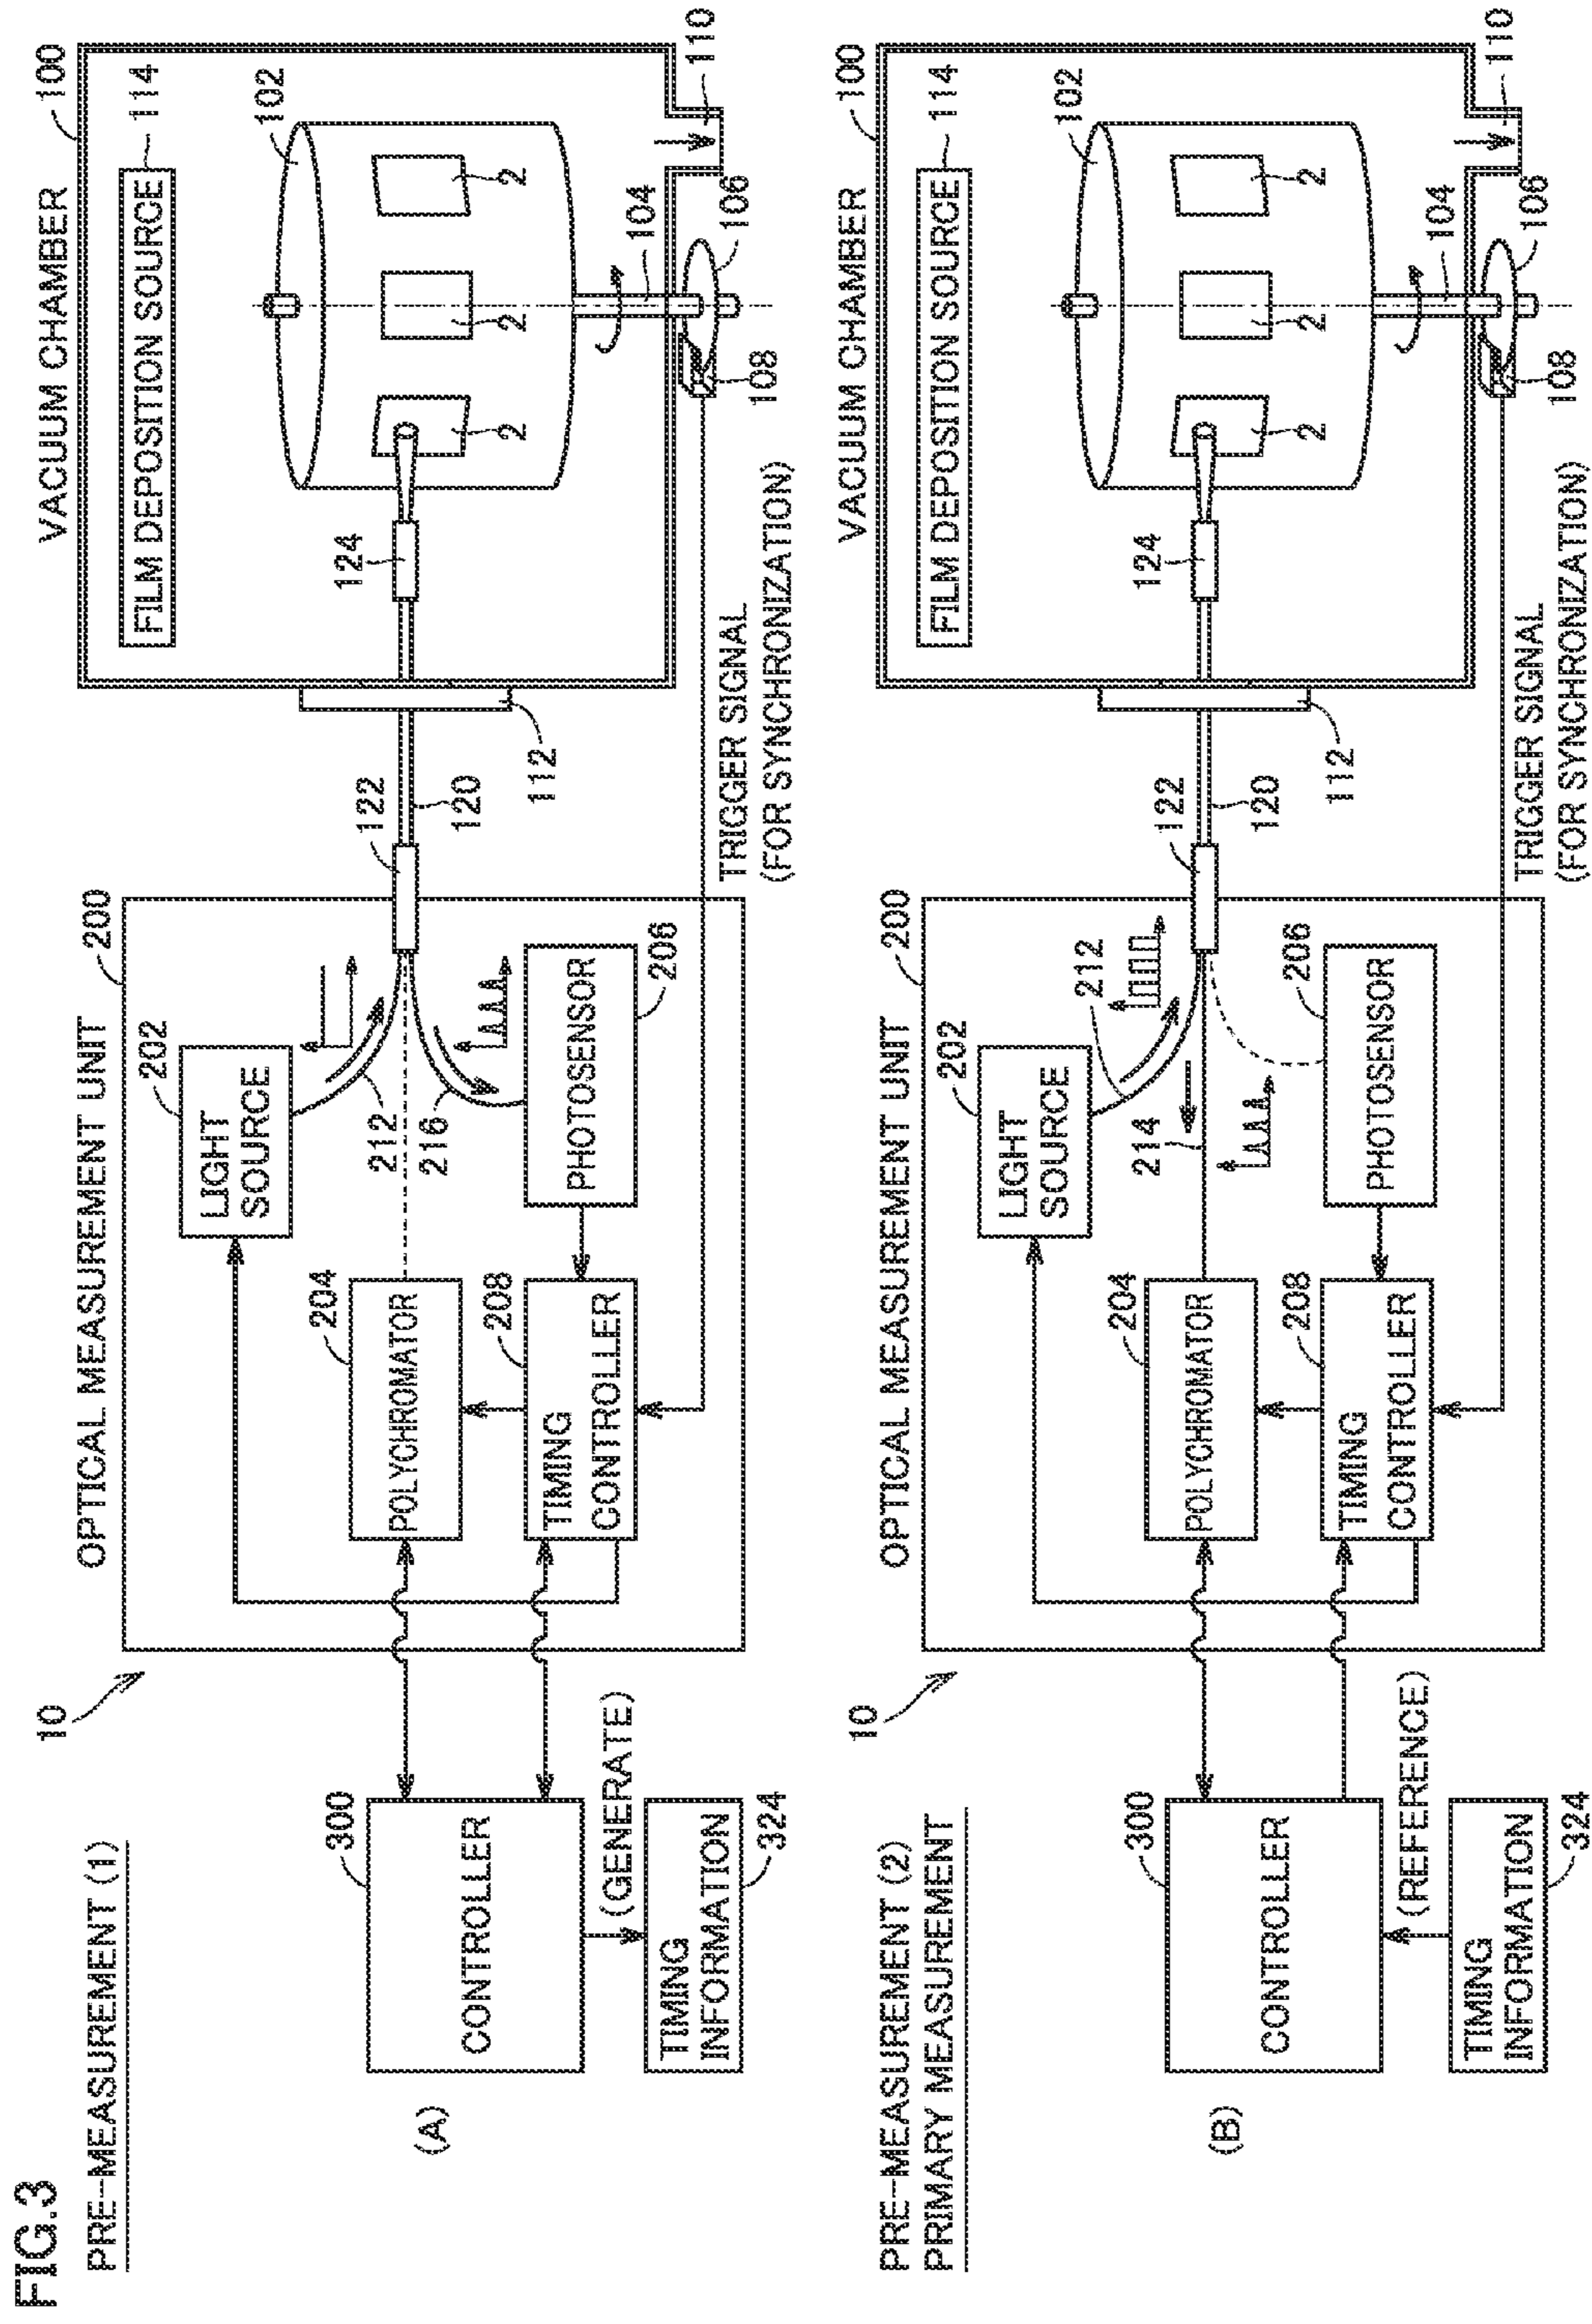 FIG.3
PRE-MEASUREMENT (1)
(A)
10
OPTICAL MEASUREMENT UNIT
200
VACUUM CHAMBER
100
FILM DEPOSITION SOURCE
114
102
LIGHT
SOURCE
202
212
216
122
120
112
124
2
2
2
104
106
108
110
300
CONTROLLER
POLYCHROMATOR
204
TIMING
CONTROLLER
208
PHOTOSENSOR
206
(GENERATE)
TIMING
INFORMATION
324
TRIGGER SIGNAL
(FOR SYNCHRONIZATION)
PRE-MEASUREMENT (2)
PRIMARY MEASUREMENT
(B)
10
OPTICAL MEASUREMENT UNIT
200
VACUUM CHAMBER
100
FILM DEPOSITION SOURCE
114
102
LIGHT
SOURCE
202
212
214
122
120
112
124
2
2
2
104
106
108
110
300
CONTROLLER
POLYCHROMATOR
204
TIMING
CONTROLLER
208
PHOTOSENSOR
206
(REFERENCE)
TIMING
INFORMATION
324
TRIGGER SIGNAL
(FOR SYNCHRONIZATION)